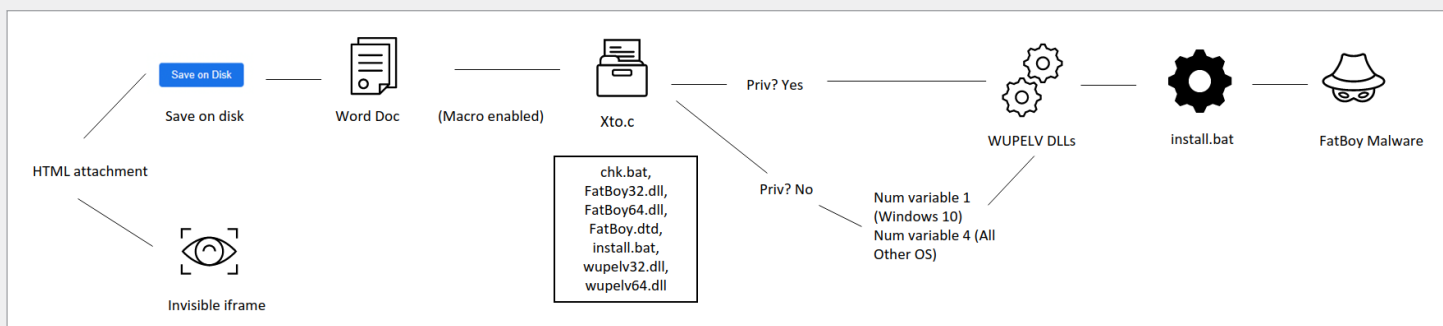 HTML attachment
Save on Disk
Save on disk
Invisible iframe
Word Doc
(Macro enabled)
Xto.c
chk.bat,
FatBoy32.dll,
FatBoy64.dll,
FatBoy.dtd,
install.bat,
wupelv32.dll,
wupelv64.dll
Priv? Yes
Priv? No
Num variable 1
(Windows 10)
Num variable 4 (All
Other OS)
WUPELV DLLs
install.bat
FatBoy Malware